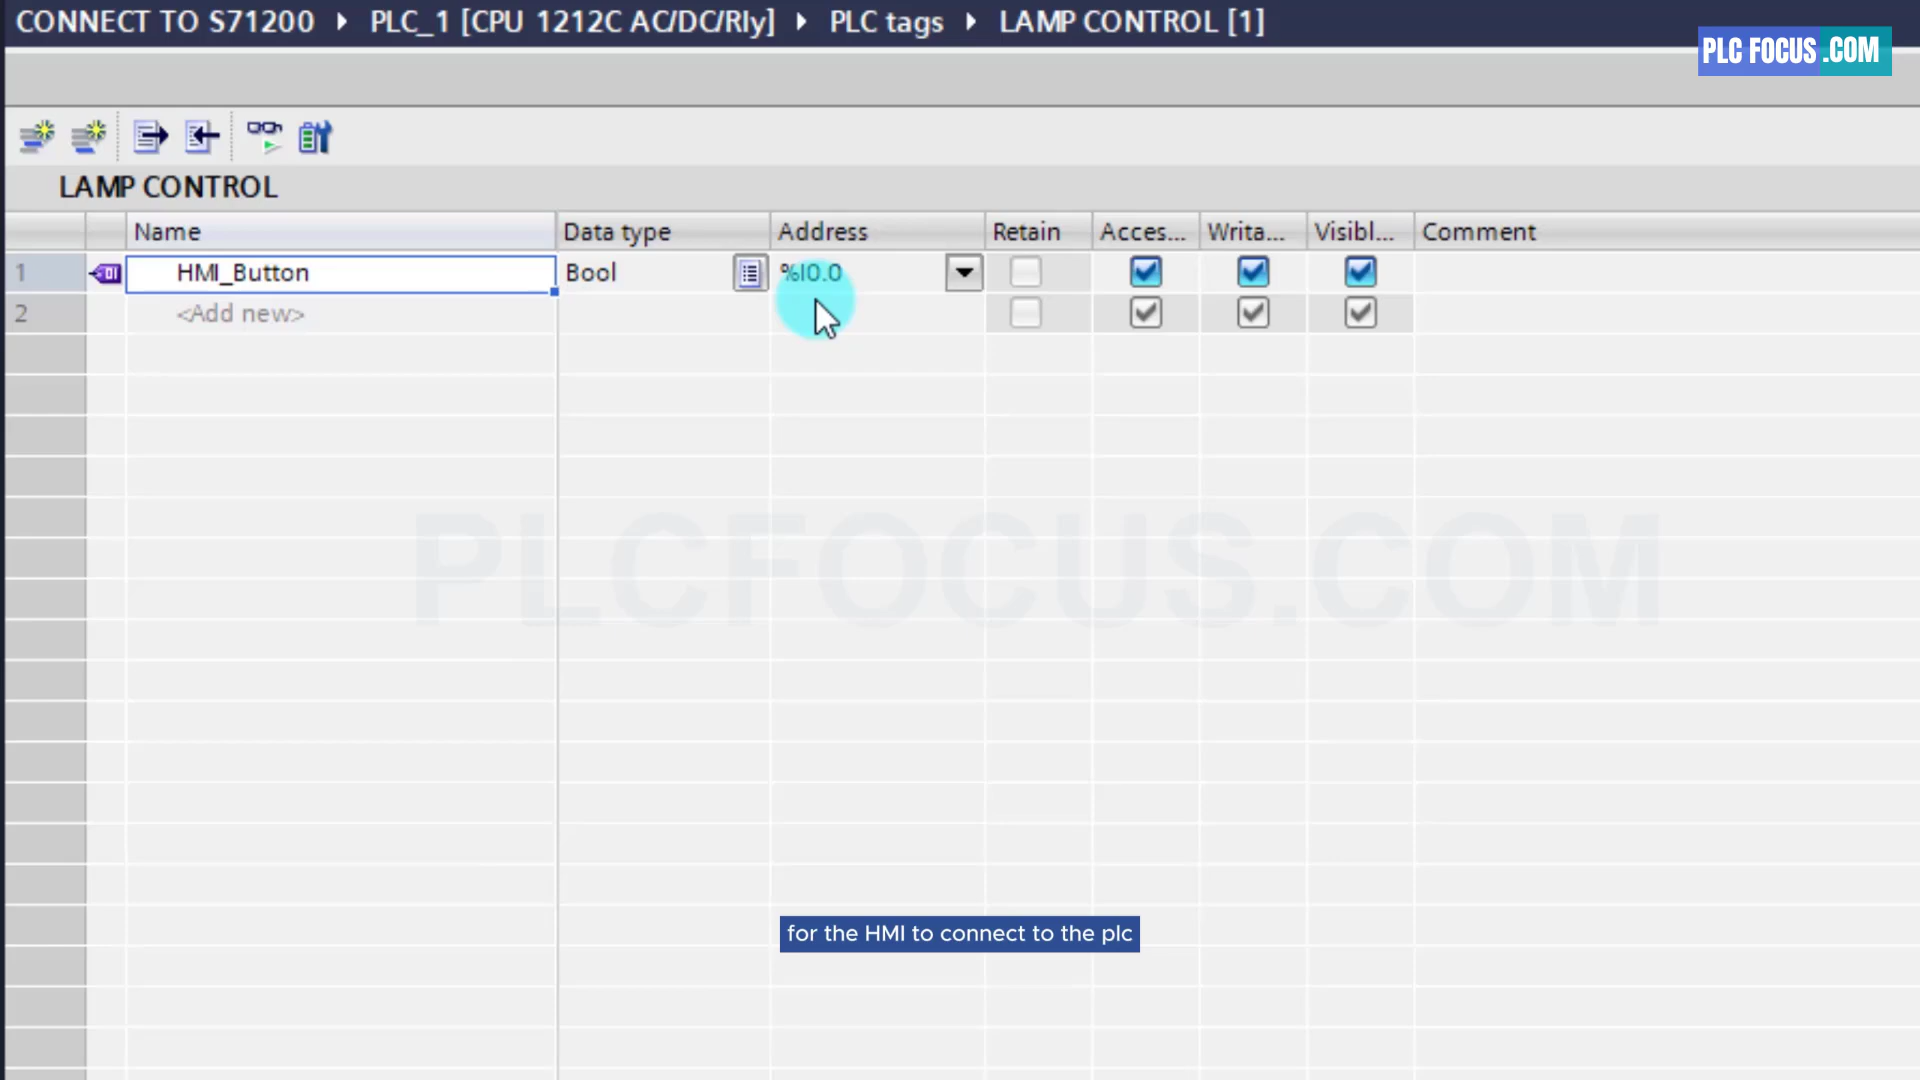 CONNECT TO S71200 PLC_1 [CPU 1212C AC/DC/Rly] PLC tags LAMP CONTROL [1]
PLC FOCUS .COM
LAMP CONTROL
Name Data type Address Retain Acces... Writa... Visibl... Comment
1 HMI_Button Bool %I0.0
2 <Add new>
PLCFOCUS.COM
for the HMI to connect to the plc